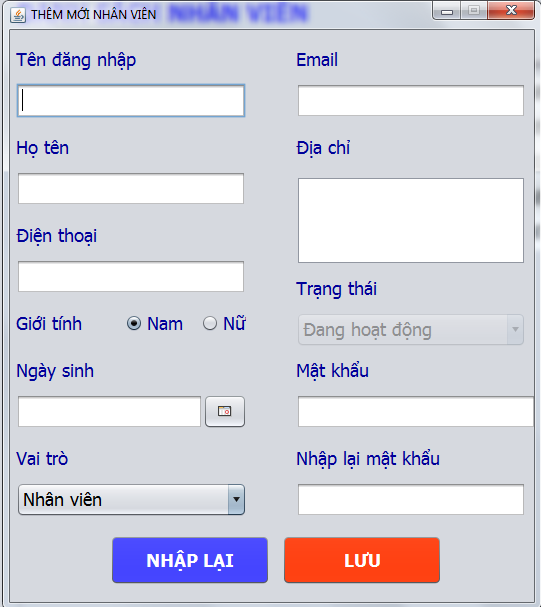 THÊM MỚI NHÂN VIÊN
Tên đăng nhập
Email
Họ tên
Địa chỉ
Điện thoại
Trạng thái
Giới tính Nam Nữ
Đang hoạt động
Ngày sinh
Mật khẩu
Vai trò
Nhập lại mật khẩu
Nhân viên
NHẬP LẠI
LƯU